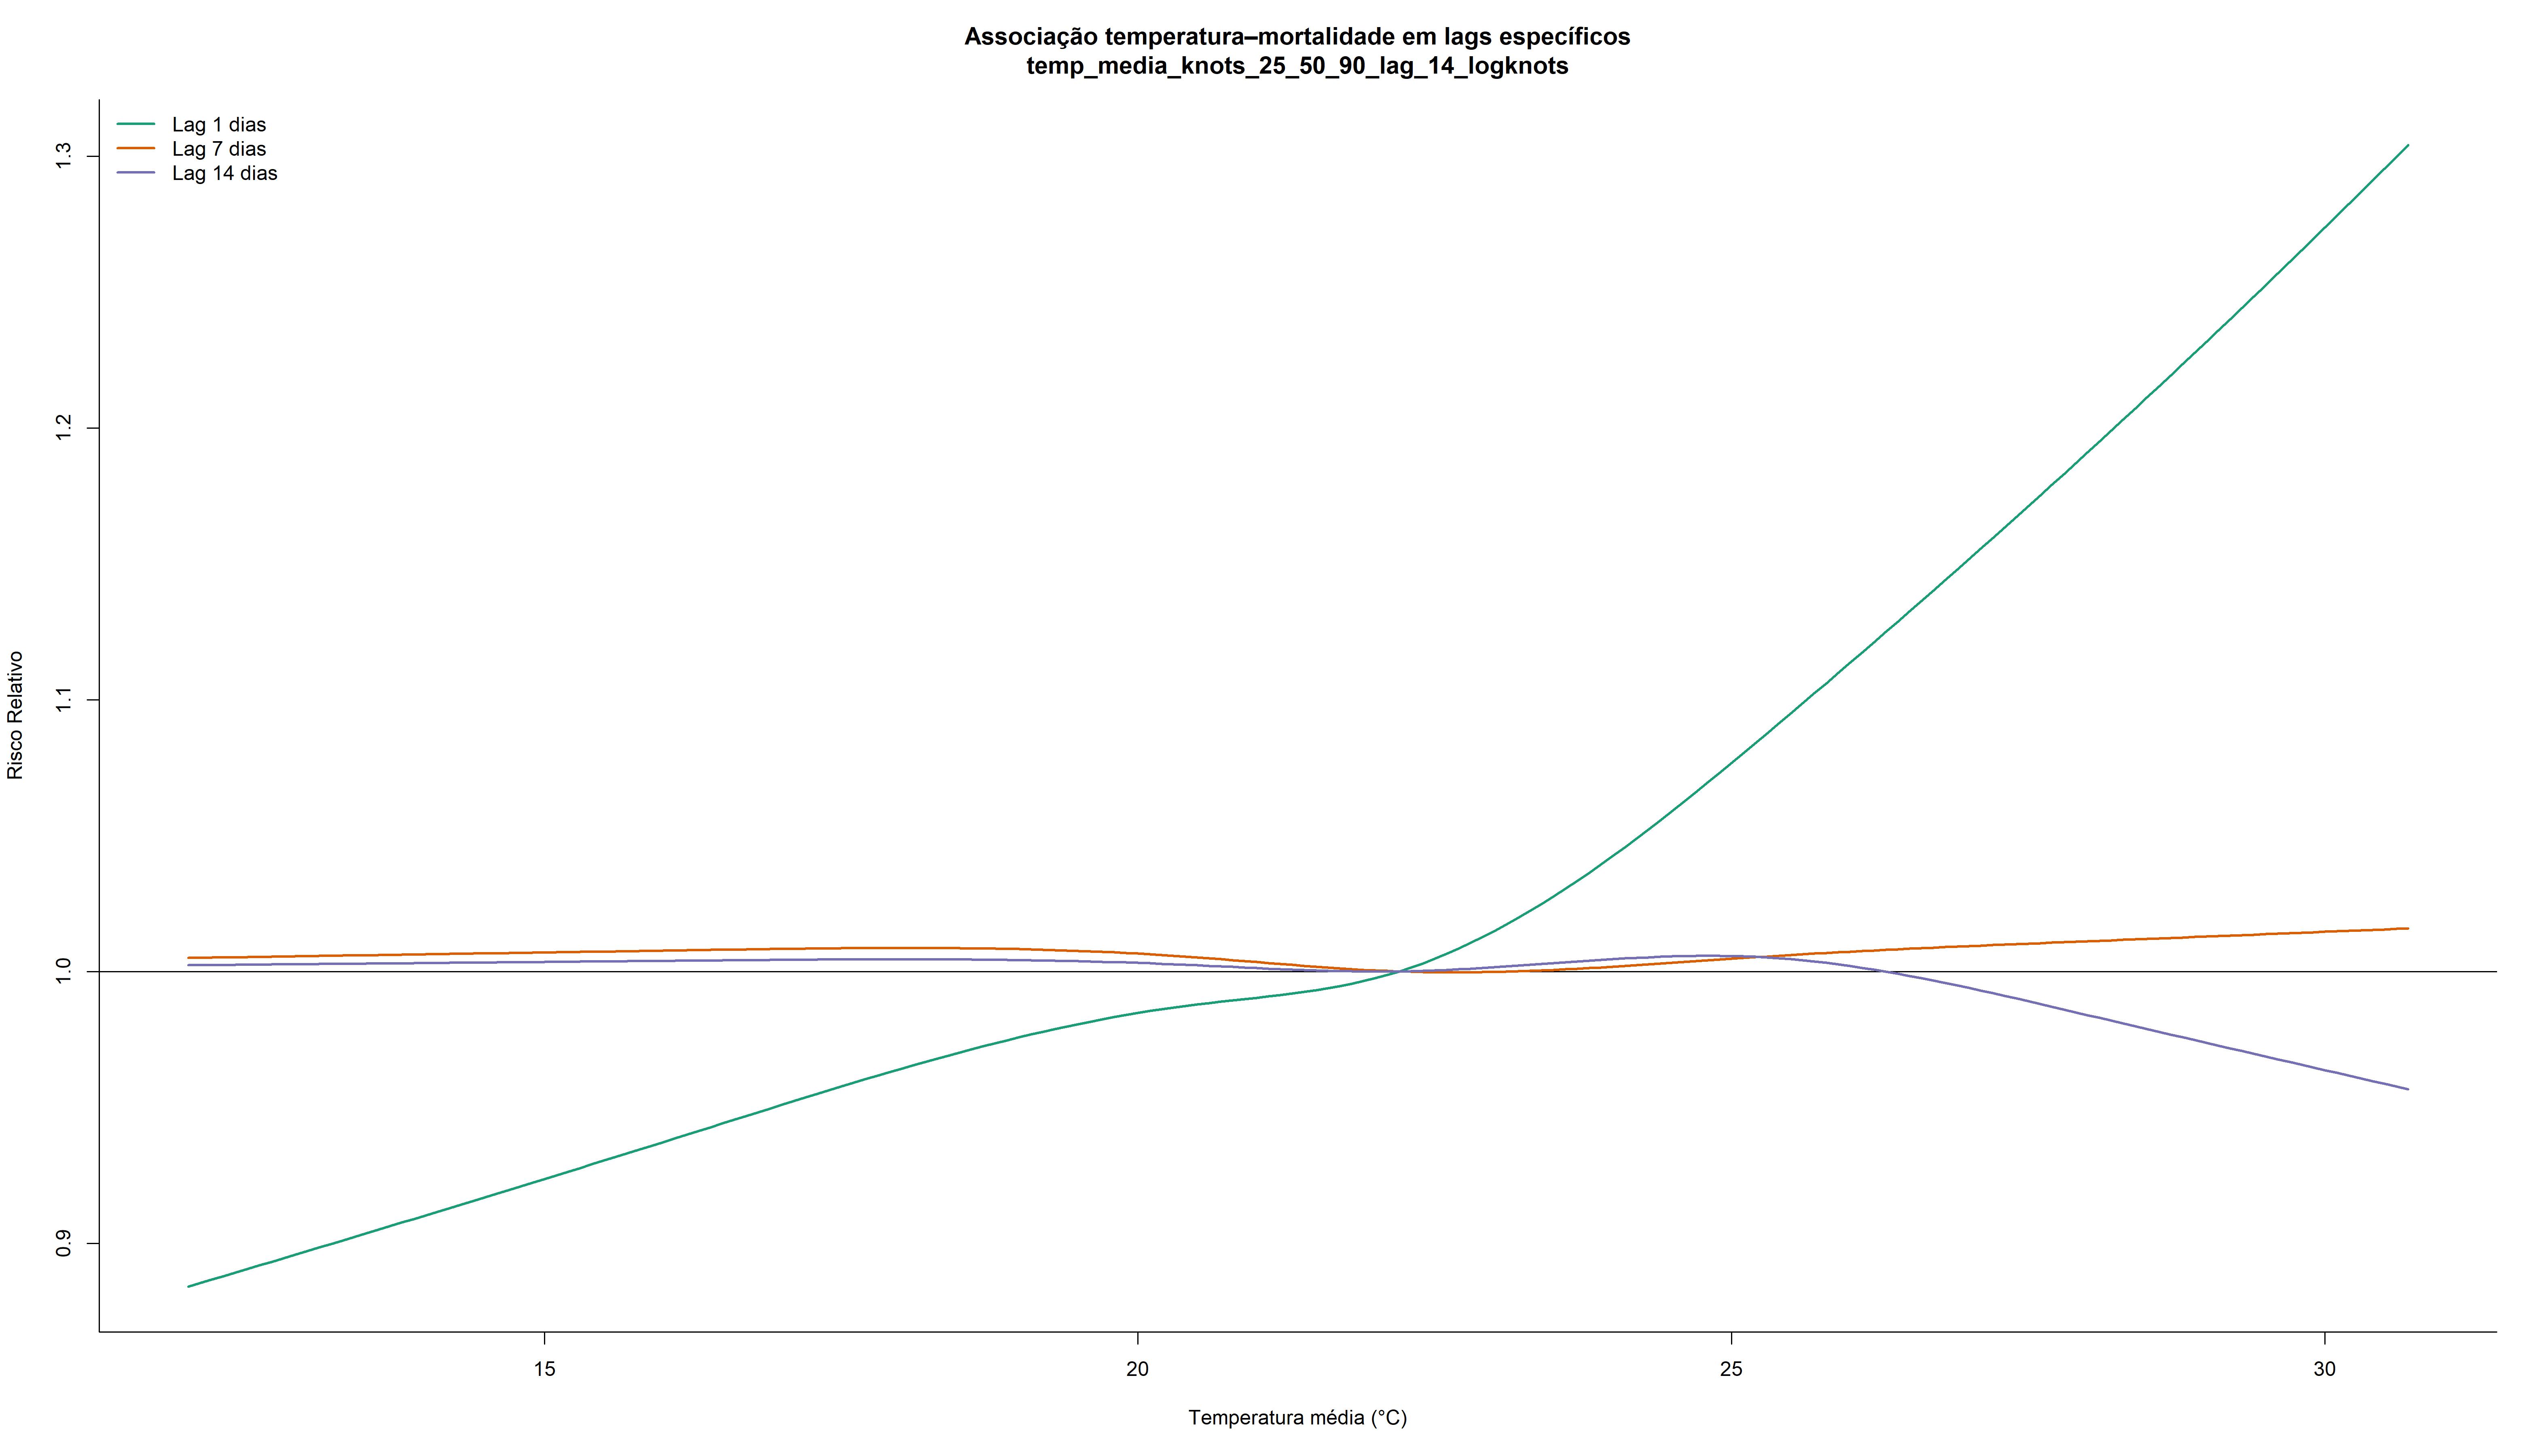 Associação temperatura–mortalidade em lags específicos
temp_media_knots_25_50_90_lag_14_logknots
Lag 1 dias
Lag 7 dias
Lag 14 dias
1.3
1.2
1.1
1.0
0.9
Risco Relativo
15 20 25 30
Temperatura média (°C)